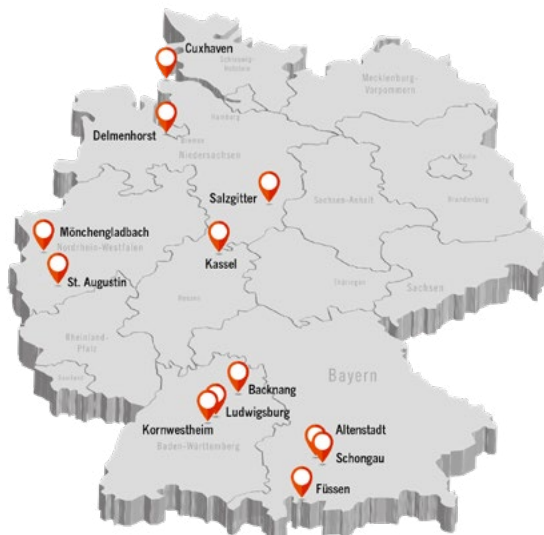 Cuxhaven
Schleswig-
Holstein
Mecklenburg-
Vorpommern
Hamburg
Delmenhorst
Bremen
Niedersachsen
Berlin
Salzgitter
Sachsen-Anhalt
Brandenburg
Mönchengladbach
Nordrhein-Westfalen
Kassel
St. Augustin
Thüringen
Sachsen
Hessen
Rheinland-
Pfalz
Saarland
Bayern
Backnang
Ludwigsburg
Kornwestheim
Baden-Württemberg
Altenstadt
Schongau
Füssen